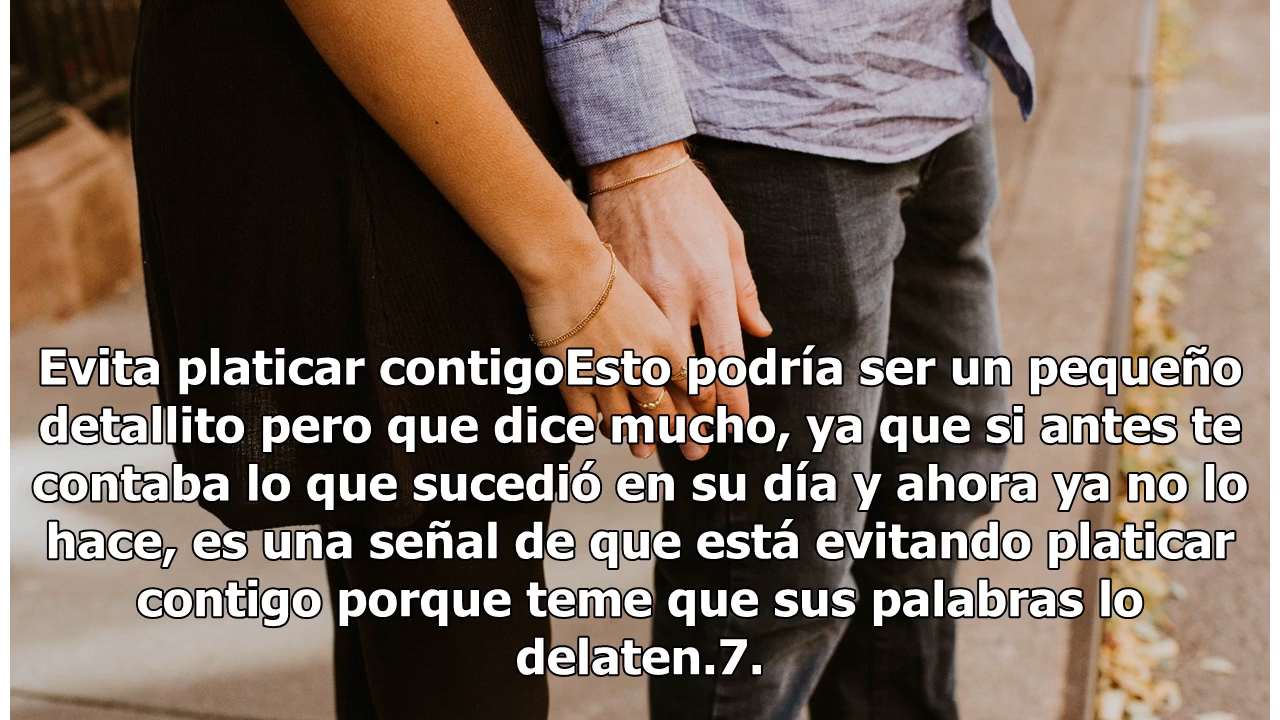 Evita platicar contigoEsto podría ser un pequeño
detallito pero que dice mucho, ya que si antes te
contaba lo que sucedió en su día y ahora ya no lo
hace, es una señal de que está evitando platicar
contigo porque teme que sus palabras lo
delaten.7.